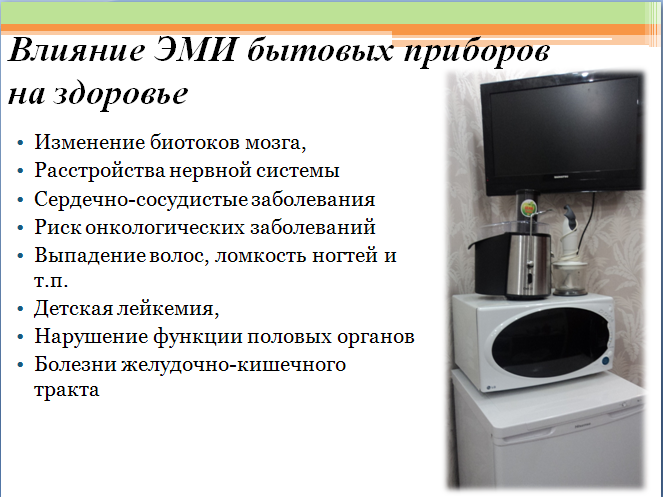 Влияние ЭМИ бытовых приборов
на здоровье
• Изменение биотоков мозга,
• Расстройства нервной системы
• Сердечно-сосудистые заболевания
• Риск онкологических заболеваний
• Выпадение волос, ломкость ногтей и
т.п.
• Детская лейкемия,
• Нарушение функции половых органов
• Болезни желудочно-кишечного
тракта
LG